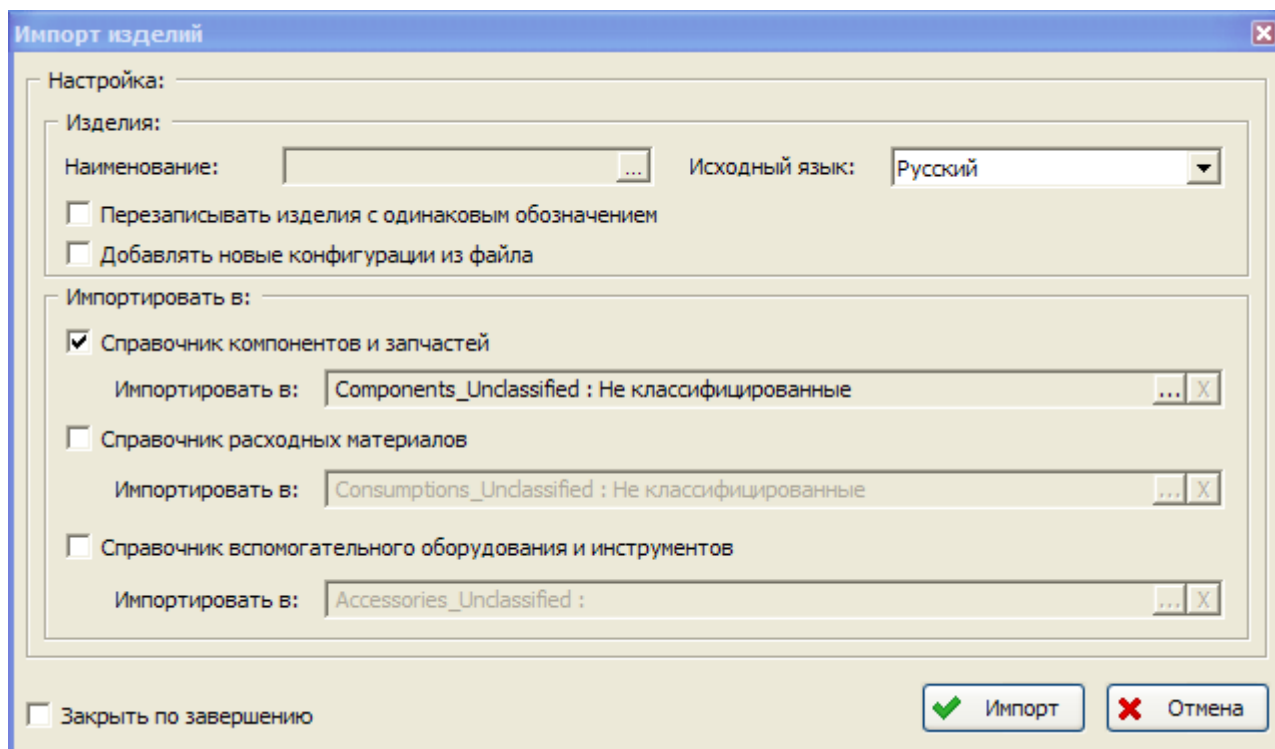 Импорт изделий
Настройка:
Изделия:
Наименование: ... Исходный язык: Русский
Перезаписывать изделия с одинаковым обозначением
Добавлять новые конфигурации из файла
Импортировать в:
Справочник компонентов и запчастей
Импортировать в: Components_Unclassified : Не классифицированные ... X
Справочник расходных материалов
Импортировать в: Consumptions_Unclassified : Не классифицированные ... X
Справочник вспомогательного оборудования и инструментов
Импортировать в: Accessories_Unclassified : ... X
Закрыть по завершению Импорт Отмена